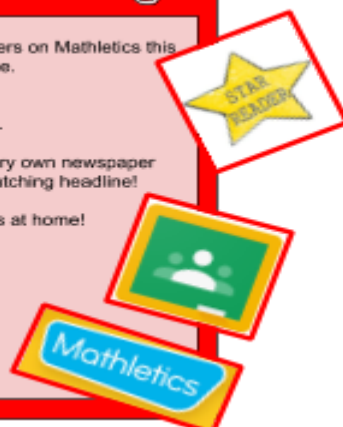 ers on Mathletics this
e.
ry own newspaper
atching headline!
s at home!
STAR
READER
Mathletics